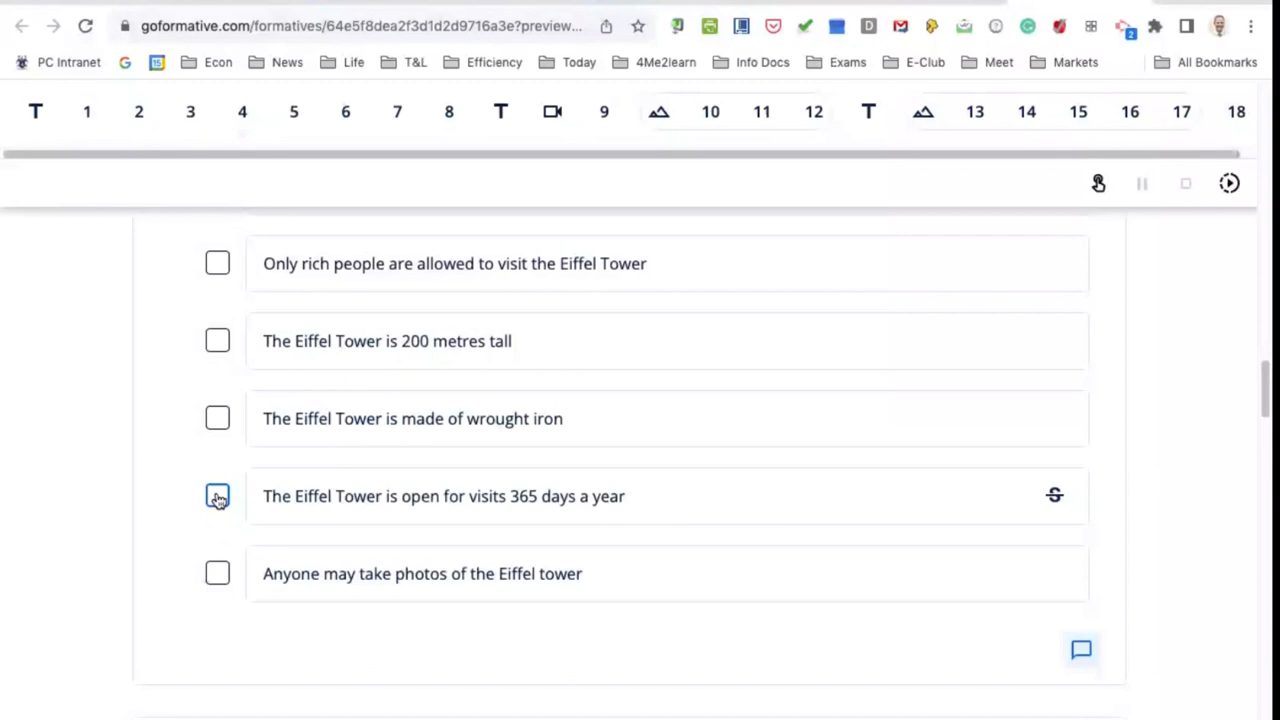 goformative.com/formatives/64e5f8dea2f3d1d2d9716a3e?preview...
2
PC Intranet 15 Econ News Life T&L Efficiency Today 4Me2learn Info Docs Exams E-Club Meet Markets All Bookmarks
T 1 2 3 4 5 6 7 8 T 9 10 11 12 T 13 14 15 16 17 18
Only rich people are allowed to visit the Eiffel Tower
The Eiffel Tower is 200 metres tall
The Eiffel Tower is made of wrought iron
The Eiffel Tower is open for visits 365 days a year
Anyone may take photos of the Eiffel tower